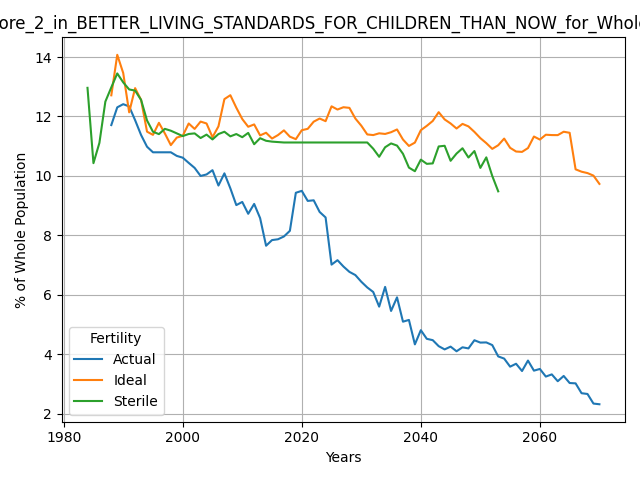 ore_2_in_BETTER_LIVING_STANDARDS_FOR_CHILDREN_THAN_NOW_for_Whole
14
12
10
8
6
4
2
% of Whole Population
Fertility
Actual
Ideal
Sterile
1980 2000 2020 2040 2060
Years